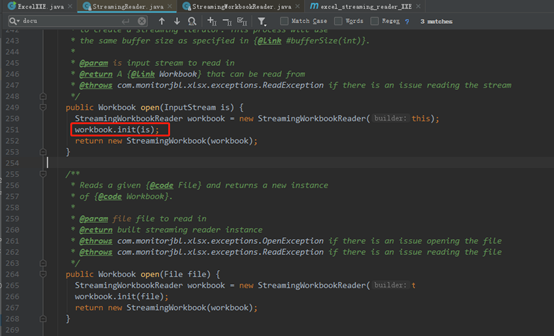 ExcelXXE.java × StreamingReader.java × StreamingWorkbook.java × excel_streaming_reader_XXE ×
docu × Match Case Words Regex ? 3 matches
242 to create a streaming iterator. This process will use
243 * the same buffer size as specified in {@link #bufferSize(int)}.
*
* @param is input stream to read in
246 * @return A {@link Workbook} that can be read from
247 * @throws com.monitorjbl.xlsx.exceptions.ReadException if there is an issue reading the stream
248 */
249 public Workbook open(InputStream is) {
250 StreamingWorkbookReader workbook = new StreamingWorkbookReader( builder: this);
251 workbook.init(is);
252 return new StreamingWorkbook(workbook);
253 }
254
255 /**
256 * Reads a given {@code File} and returns a new instance
257 * of {@code Workbook}.
258 *
259 * @param file file to read in
260 * @return built streaming reader instance
261 * @throws com.monitorjbl.xlsx.exceptions.OpenException if there is an issue opening the file
262 * @throws com.monitorjbl.xlsx.exceptions.ReadException if there is an issue reading the file
263 */
264 public Workbook open(File file) {
265 StreamingWorkbookReader workbook = new StreamingWorkbookReader( builder: t
266 workbook.init(file);
267 return new StreamingWorkbook(workbook);
268 }
269